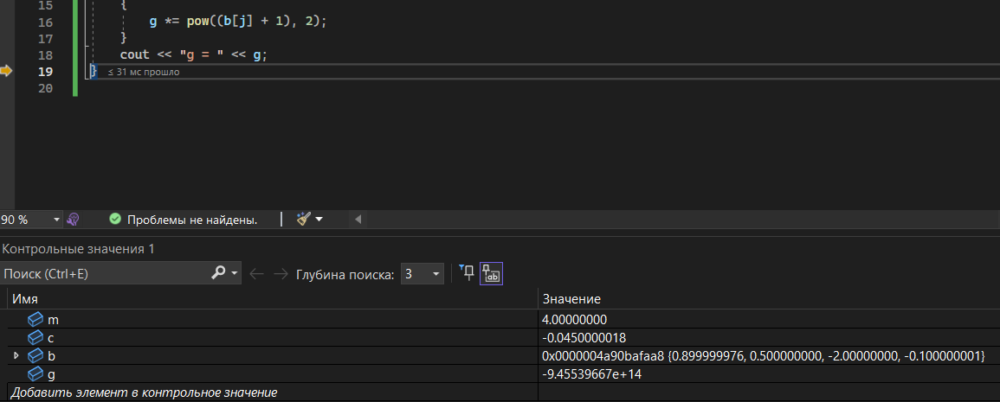 15 {
16 g *= pow((b[j] + 1), 2);
17 }
18 cout << "g = " << g;
19 } ≤ 31 мс прошло
20
90 % Проблемы не найдены.
Контрольные значения 1
Поиск (Ctrl+E) Глубина поиска: 3
Имя Значение
m 4.00000000
c -0.0450000018
b 0x0000004a90bafaa8 {0.899999976, 0.500000000, -2.00000000, -0.100000001}
g -9.45539667e+14
Добавить элемент в контрольное значение